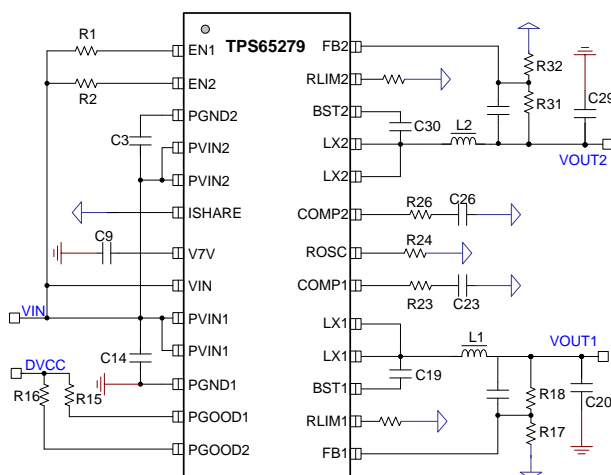 TPS65279
R1
EN1
FB2
R32
R2
EN2
RLIM2
R31
C29
PGND2
BST2
C3
C30
L2
PVIN2
LX2
VOUT2
PVIN2
LX2
ISHARE
COMP2
R26
C26
C9
V7V
ROSC
R24
VIN
COMP1
R23
C23
VIN
PVIN1
LX1
L1
VOUT1
C14
PVIN1
LX1
DVCC
C19
PGND1
BST1
R18
C20
R16
R15
PGOOD1
RLIM1
R17
PGOOD2
FB1